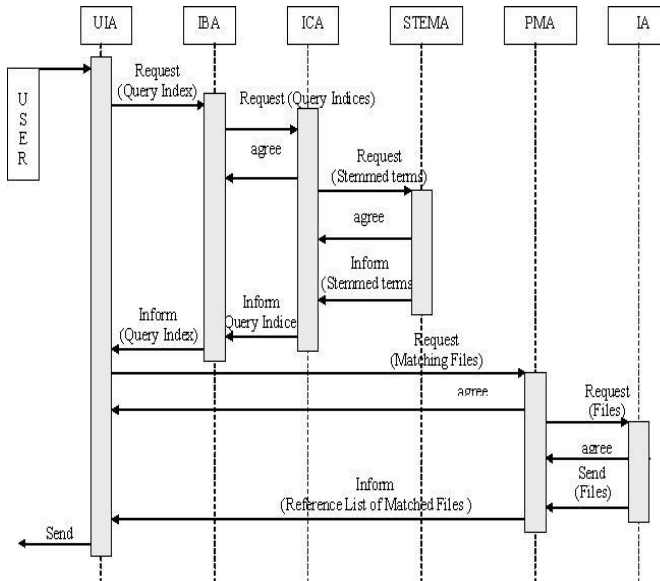 UIA
IBA
ICA
STEMA
PMA
IA
U
S
E
R
Request
(Query Index)
Request (Query Indices)
agree
Request
(Stemmed terms)
agree
Inform
(Stemmed terms
Inform
Query Indice
Inform
(Query Index)
Request
(Matching Files)
agree
Request
(Files)
agree
Send
(Files)
Inform
(Reference List of Matched Files )
Send